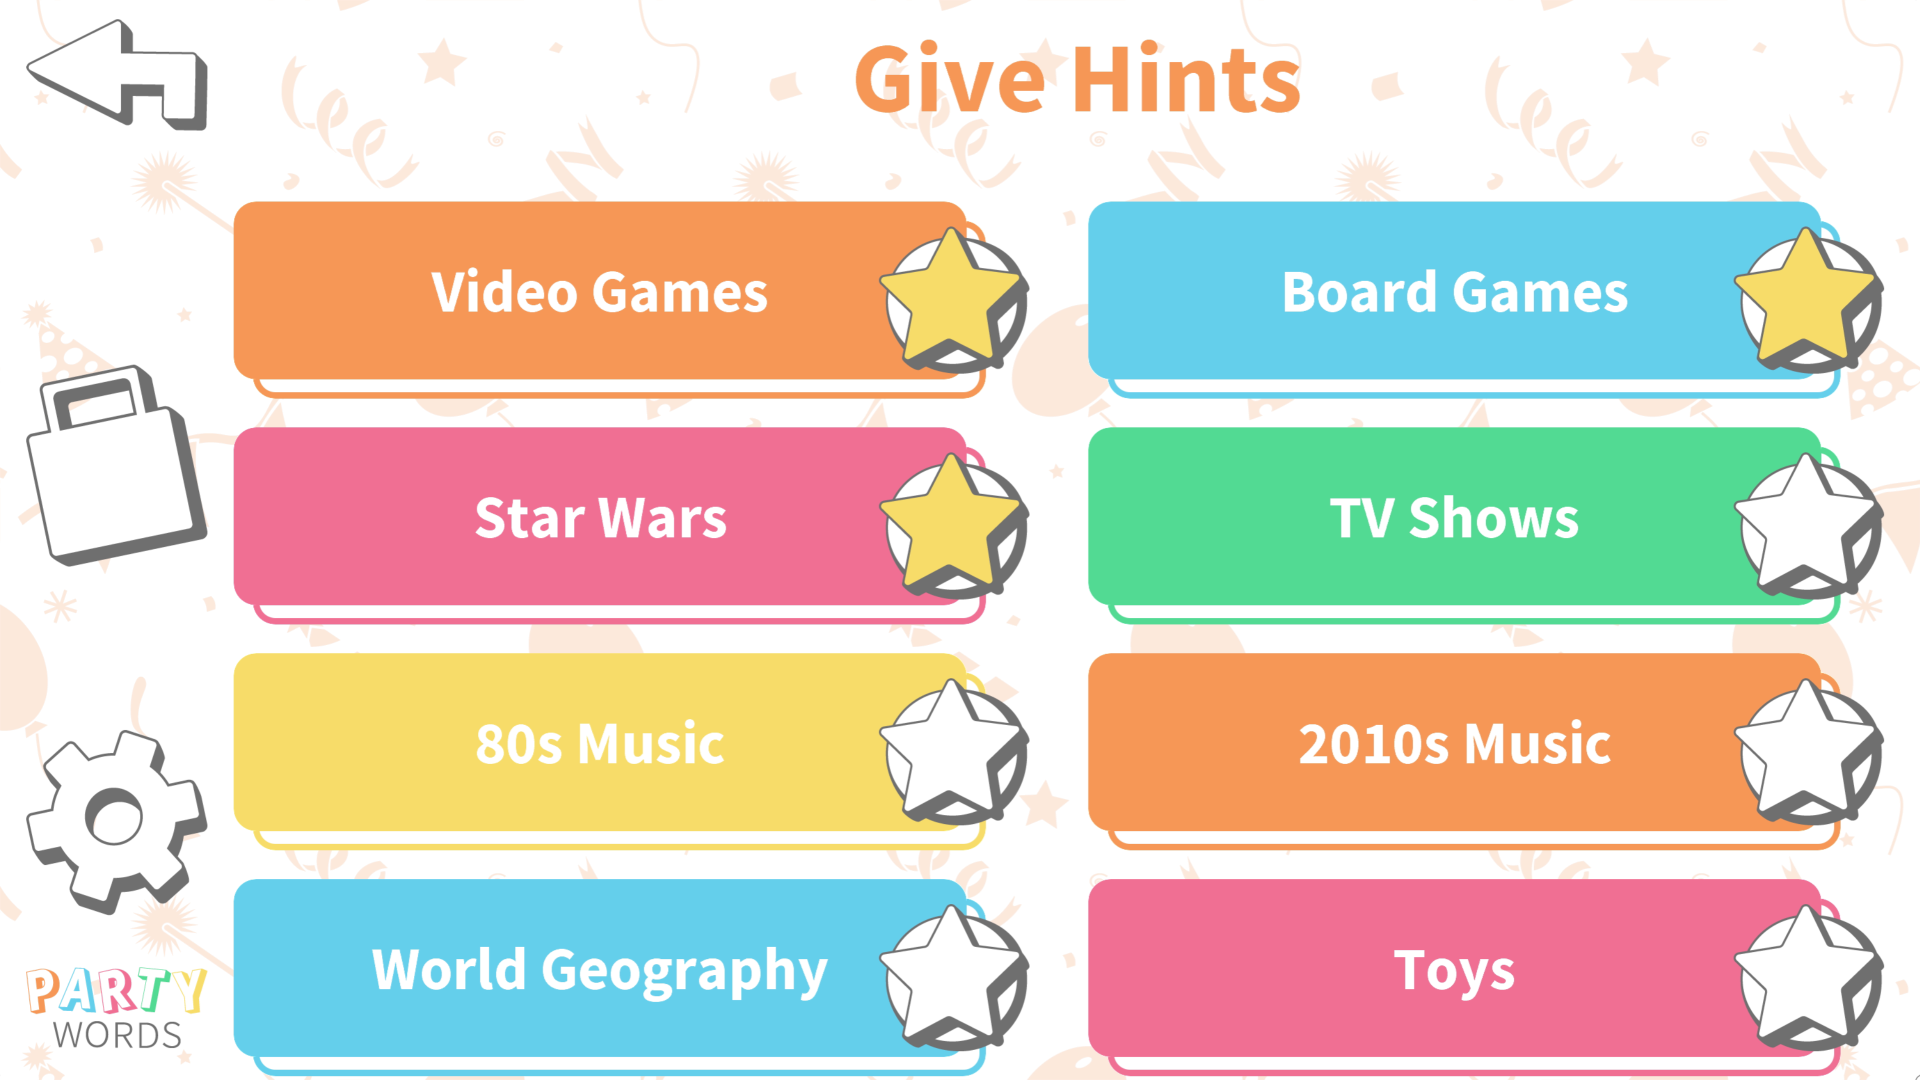 Give Hints
Video Games
Board Games
Star Wars
TV Shows
80s Music
2010s Music
World Geography
Toys
PARTY
WORDS